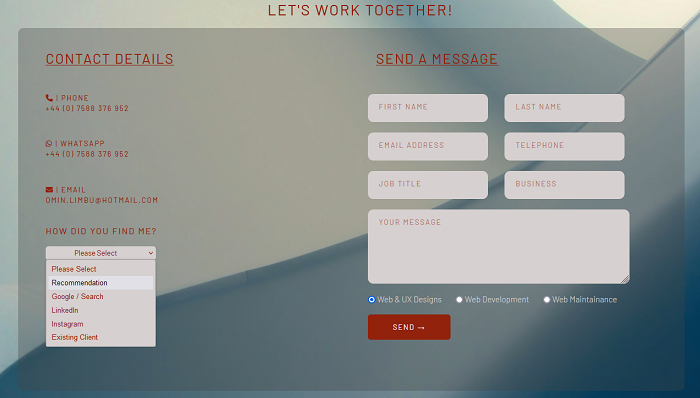 LET'S WORK TOGETHER!
CONTACT DETAILS
| PHONE
+44 (0) 7588 376 952
| WHATSAPP
+44 (0) 7588 376 952
| EMAIL
OMIN.LIMBU@HOTMAIL.COM
HOW DID YOU FIND ME?
Please Select
Please Select
Recommendation
Google / Search
LinkedIn
Instagram
Existing Client
SEND A MESSAGE
FIRST NAME
LAST NAME
EMAIL ADDRESS
TELEPHONE
JOB TITLE
BUSINESS
YOUR MESSAGE
Web & UX Designs
Web Development
Web Maintainance
SEND →